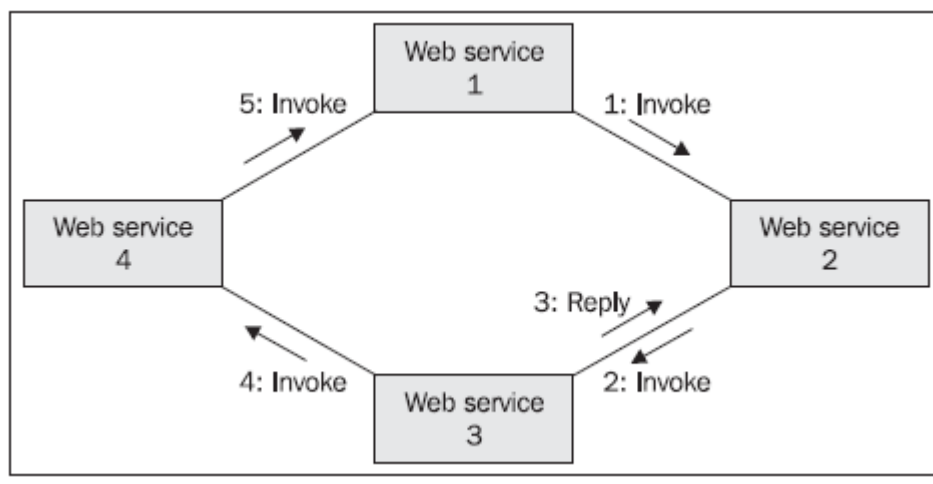 Web service
1
5: Invoke
1: Invoke
Web service
4
Web service
2
3: Reply
4: Invoke
2: Invoke
Web service
3